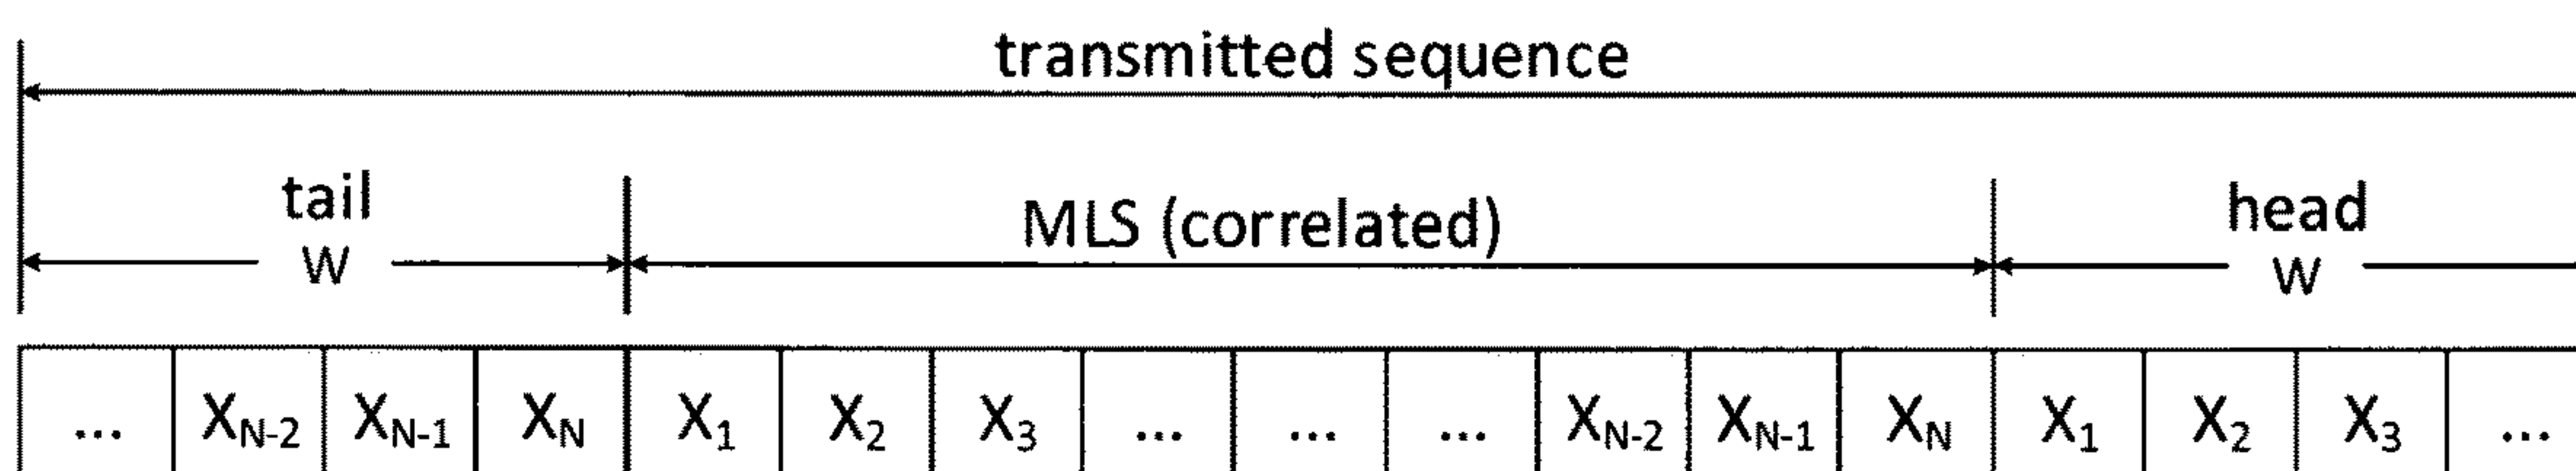 transmitted sequence
tail MLS (correlated) head
W W
... X_{N-2} X_{N-1} X_N X_1 X_2 X_3 ... ... ... X_{N-2} X_{N-1} X_N X_1 X_2 X_3 ...